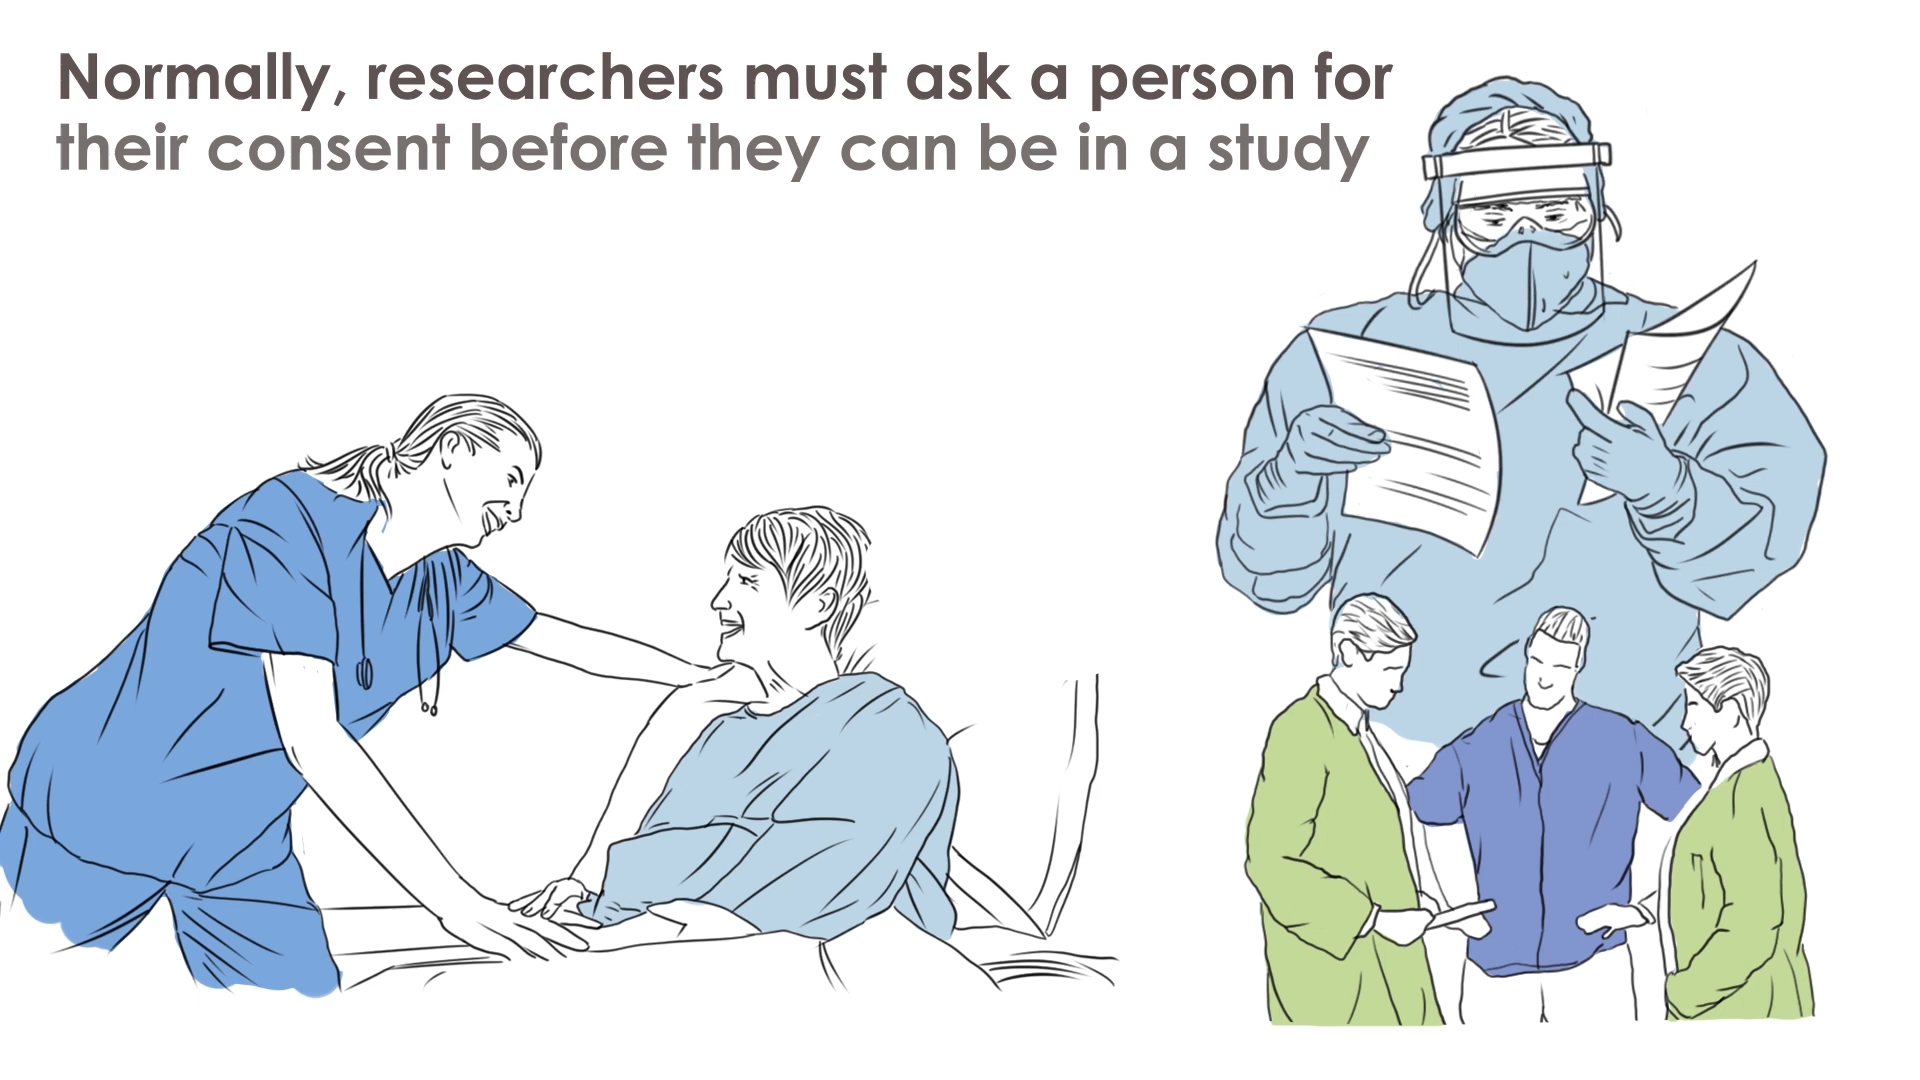 Normally, researchers must ask a person for
their consent before they can be in a study